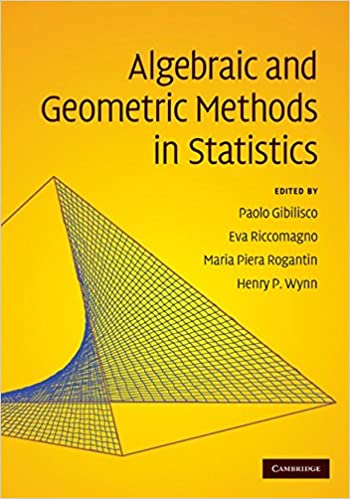 Algebraic and
Geometric Methods
in Statistics
EDITED BY
Paolo Gibilisco
Eva Riccomagno
Maria Piera Rogantin
Henry P. Wynn
CAMBRIDGE